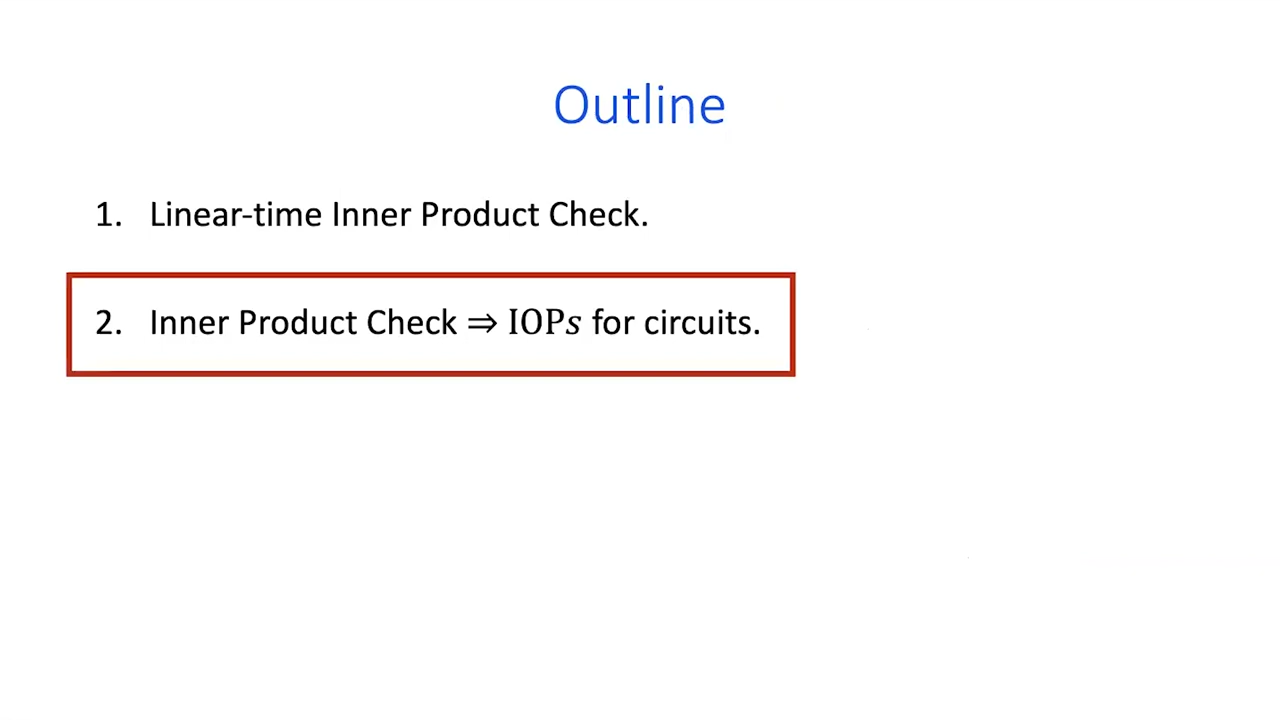 Outline
1. Linear-time Inner Product Check.
2. Inner Product Check ⇒ IOPs for circuits.